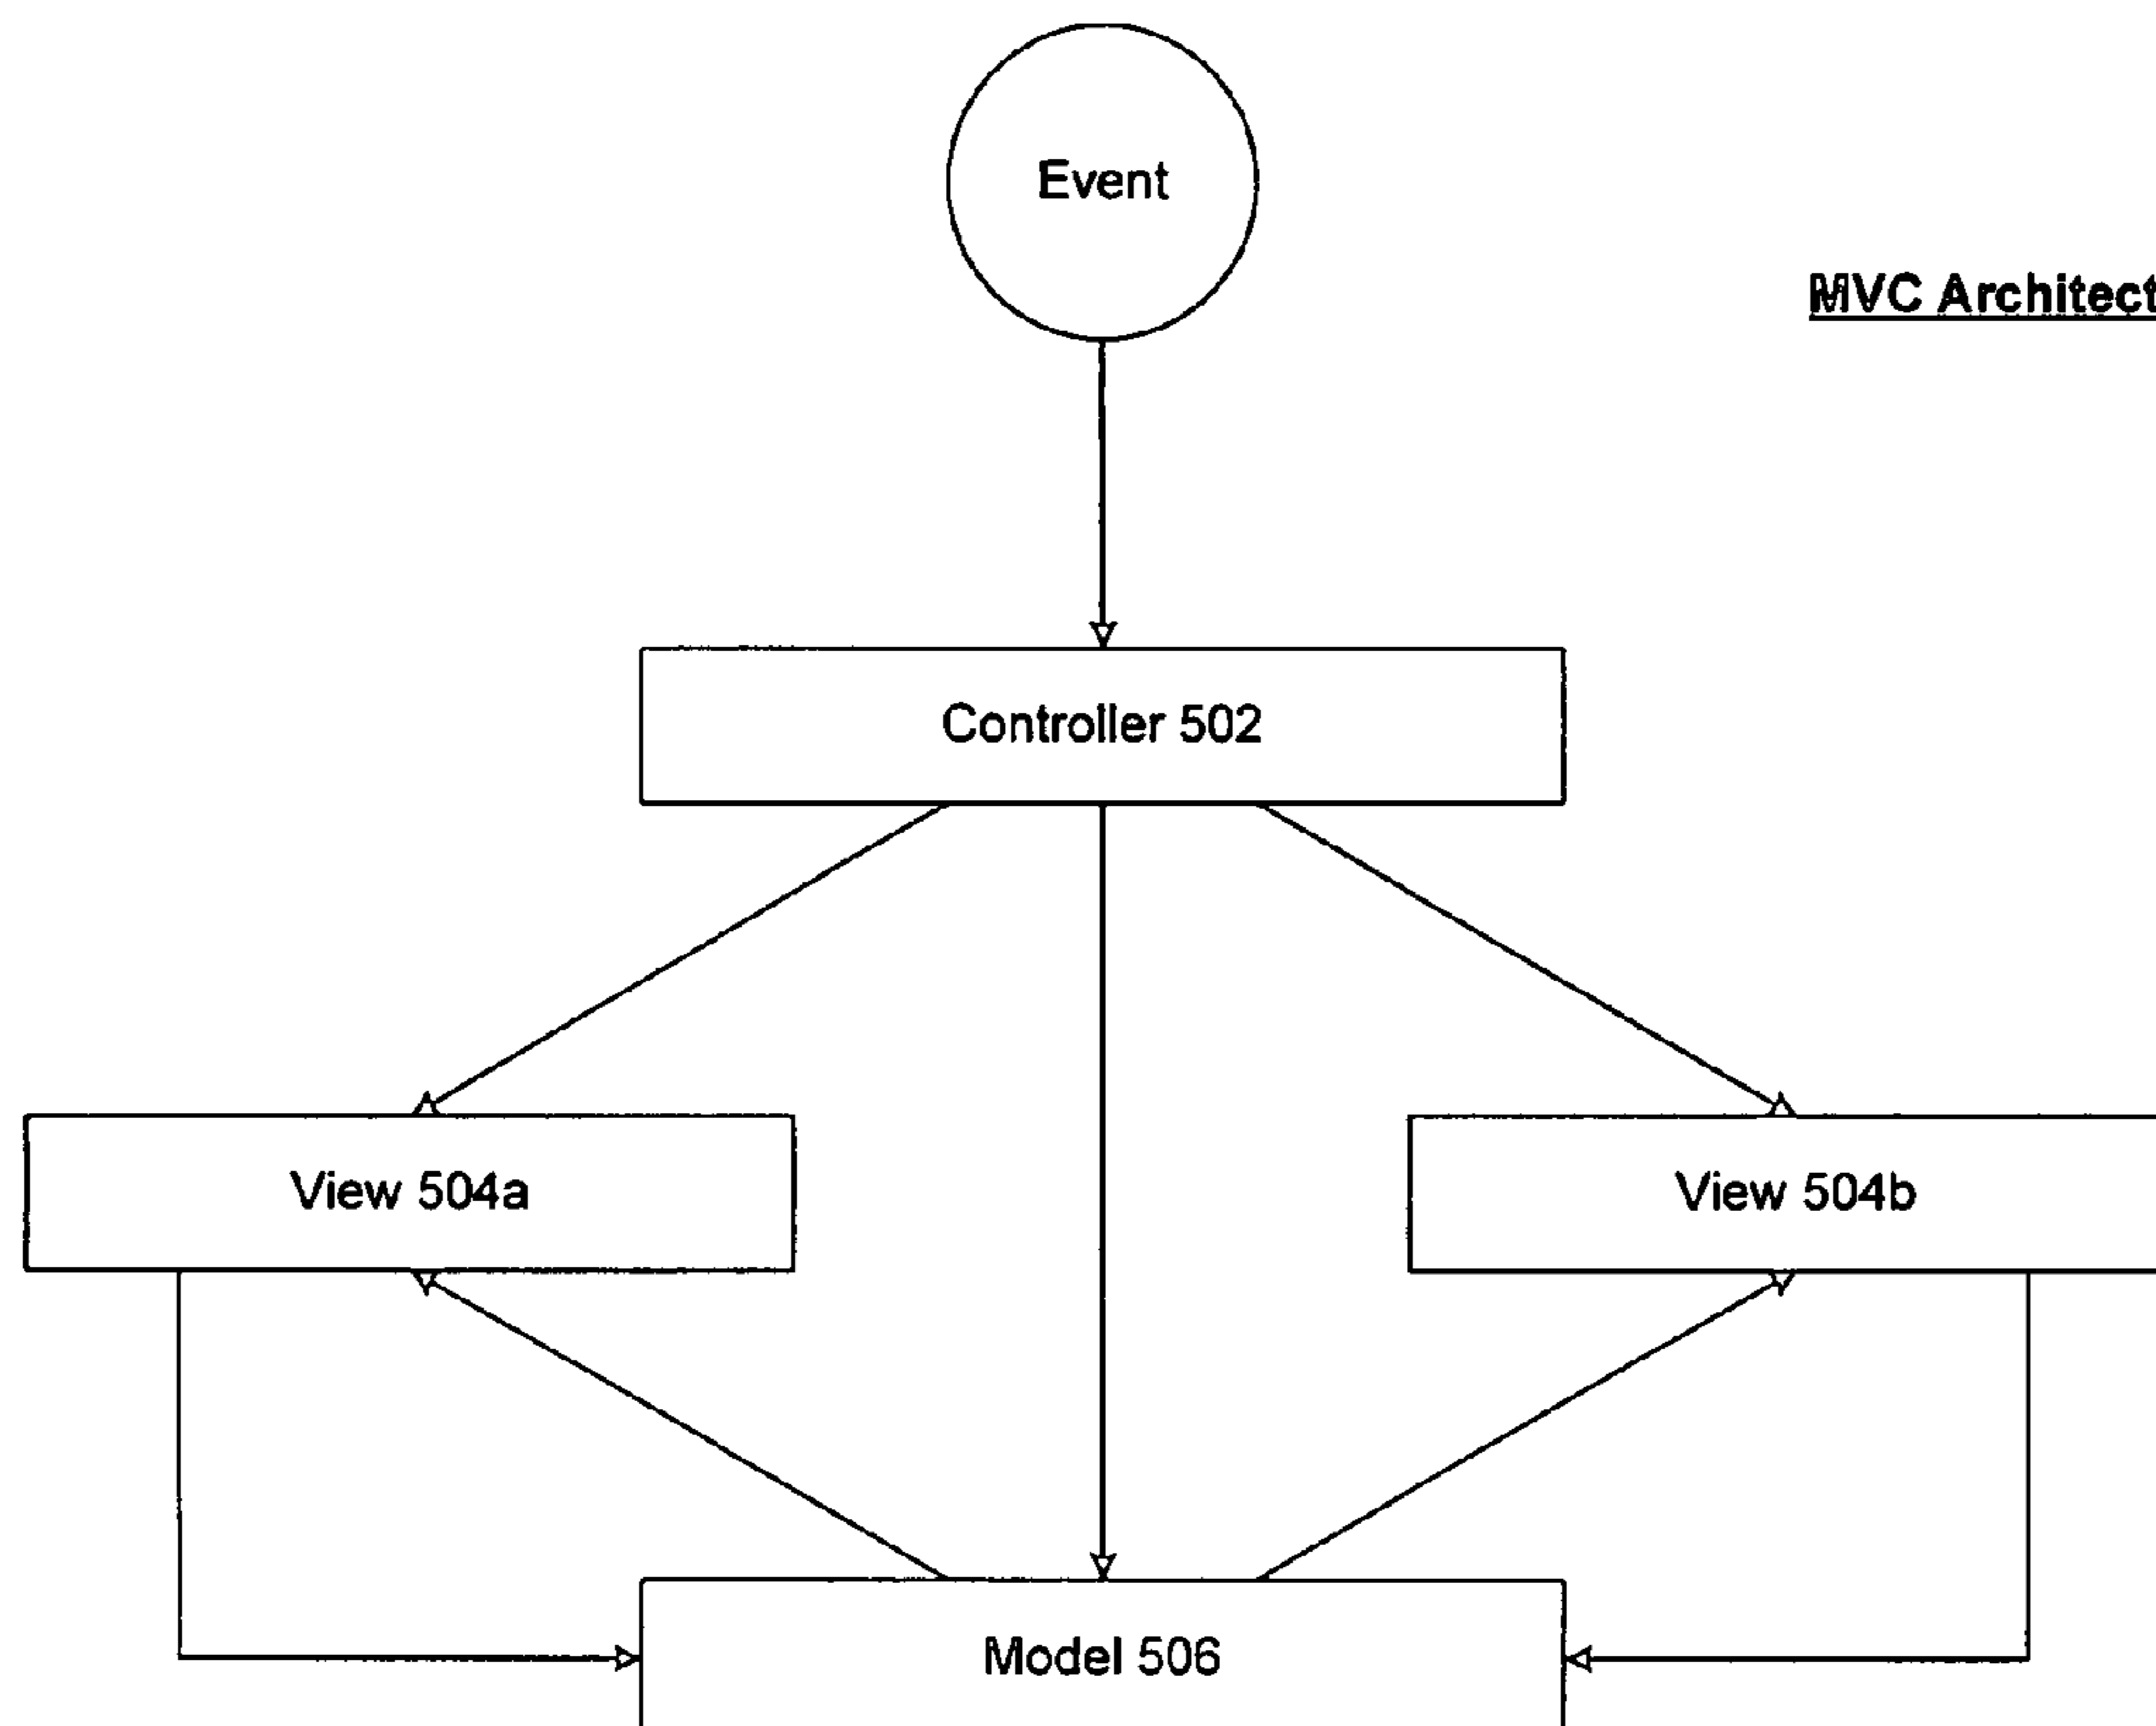 Event
MVC Architect
Controller 502
View 504a
View 504b
Model 506